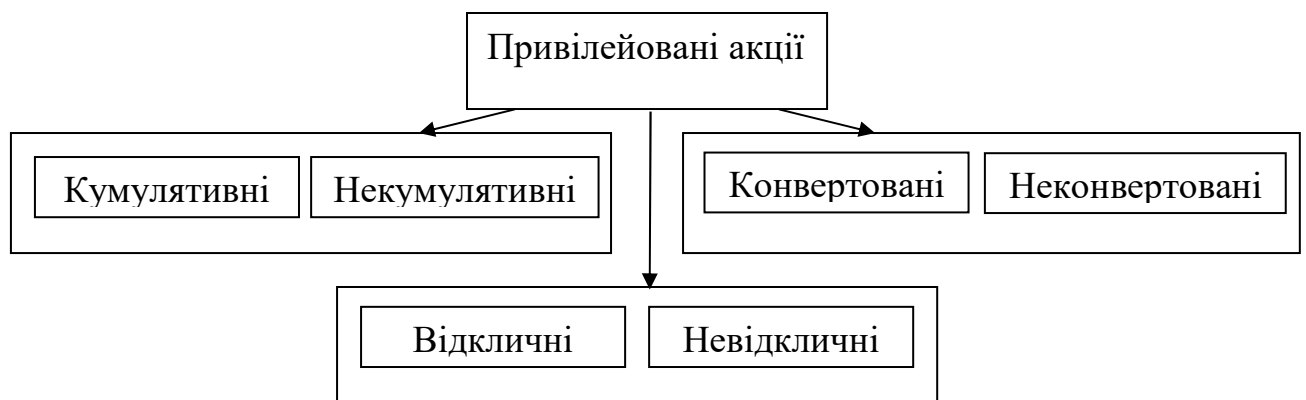 Привілейовані акції
Кумулятивні Некумулятивні
Конвертовані Неконвертовані
Відкличні Невідкличні